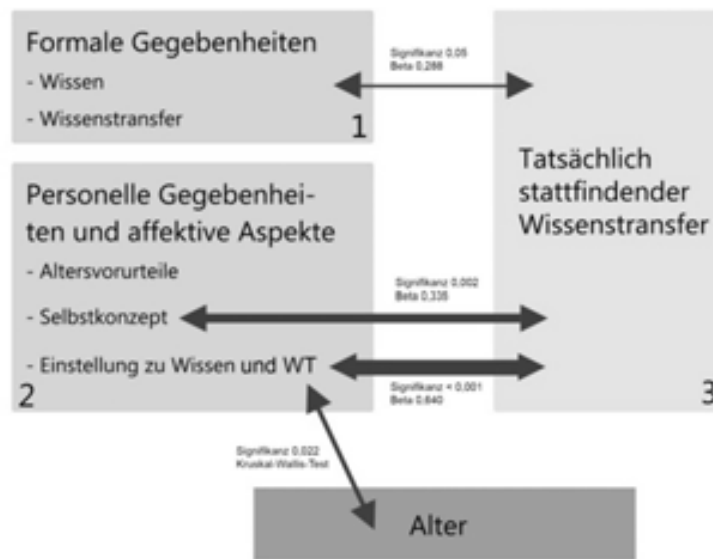 Formale Gegebenheiten
- Wissen
- Wissenstransfer
1
Signifikanz 0,05
Beta 0,288
Tatsächlich
stattfindender
Wissenstransfer
3
Personelle Gegebenhei-
ten und affektive Aspekte
- Altersvorurteile
- Selbstkonzept
- Einstellung zu Wissen und WT
2
Signifikanz 0,002
Beta 0,335
Signifikanz < 0,001
Beta 0,640
Signifikanz 0,022
Kruskal-Wallis-Test
Alter